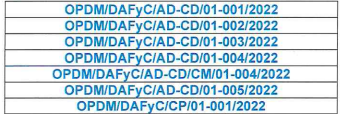 OPDM/DAFyC/AD-CD/01-001/2022
OPDM/DAFyC/AD-CD/01-002/2022
OPDM/DAFyC/AD-CD/01-003/2022
OPDM/DAFyC/AD-CD/01-004/2022
OPDM/DAFyC/AD-CD/CM/01-004/2022
OPDM/DAFyC/AD-CD/01-005/2022
OPDM/DAFyC/CP/01-001/2022